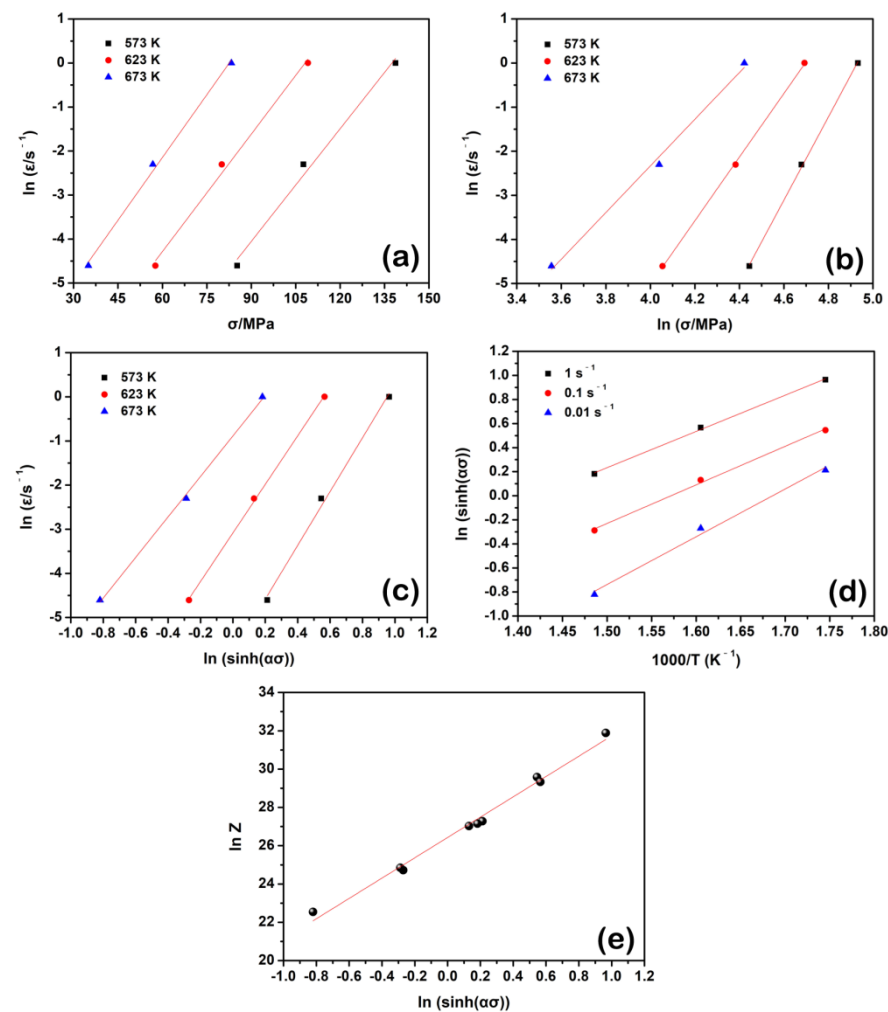 1
0
-1
-2
-3
-4
-5
ln (ε/s⁻¹)
573 K
623 K
673 K
(a)
30 45 60 75 90 105 120 135 150
σ/MPa
1
0
-1
-2
-3
-4
-5
ln (ε/s⁻¹)
573 K
623 K
673 K
(b)
3.4 3.6 3.8 4.0 4.2 4.4 4.6 4.8 5.0
ln (σ/MPa)
1
0
-1
-2
-3
-4
-5
ln (ε/s⁻¹)
573 K
623 K
673 K
(c)
-1.0 -0.8 -0.6 -0.4 -0.2 0.0 0.2 0.4 0.6 0.8 1.0 1.2
ln (sinh(ασ))
1.2
1.0
0.8
0.6
0.4
0.2
0.0
-0.2
-0.4
-0.6
-0.8
-1.0
ln (sinh(ασ))
1 s⁻¹
0.1 s⁻¹
0.01 s⁻¹
(d)
1.40 1.45 1.50 1.55 1.60 1.65 1.70 1.75 1.80
1000/T (K⁻¹)
34
32
30
28
26
24
22
20
ln Z
(e)
-1.0 -0.8 -0.6 -0.4 -0.2 0.0 0.2 0.4 0.6 0.8 1.0 1.2
ln (sinh(ασ))